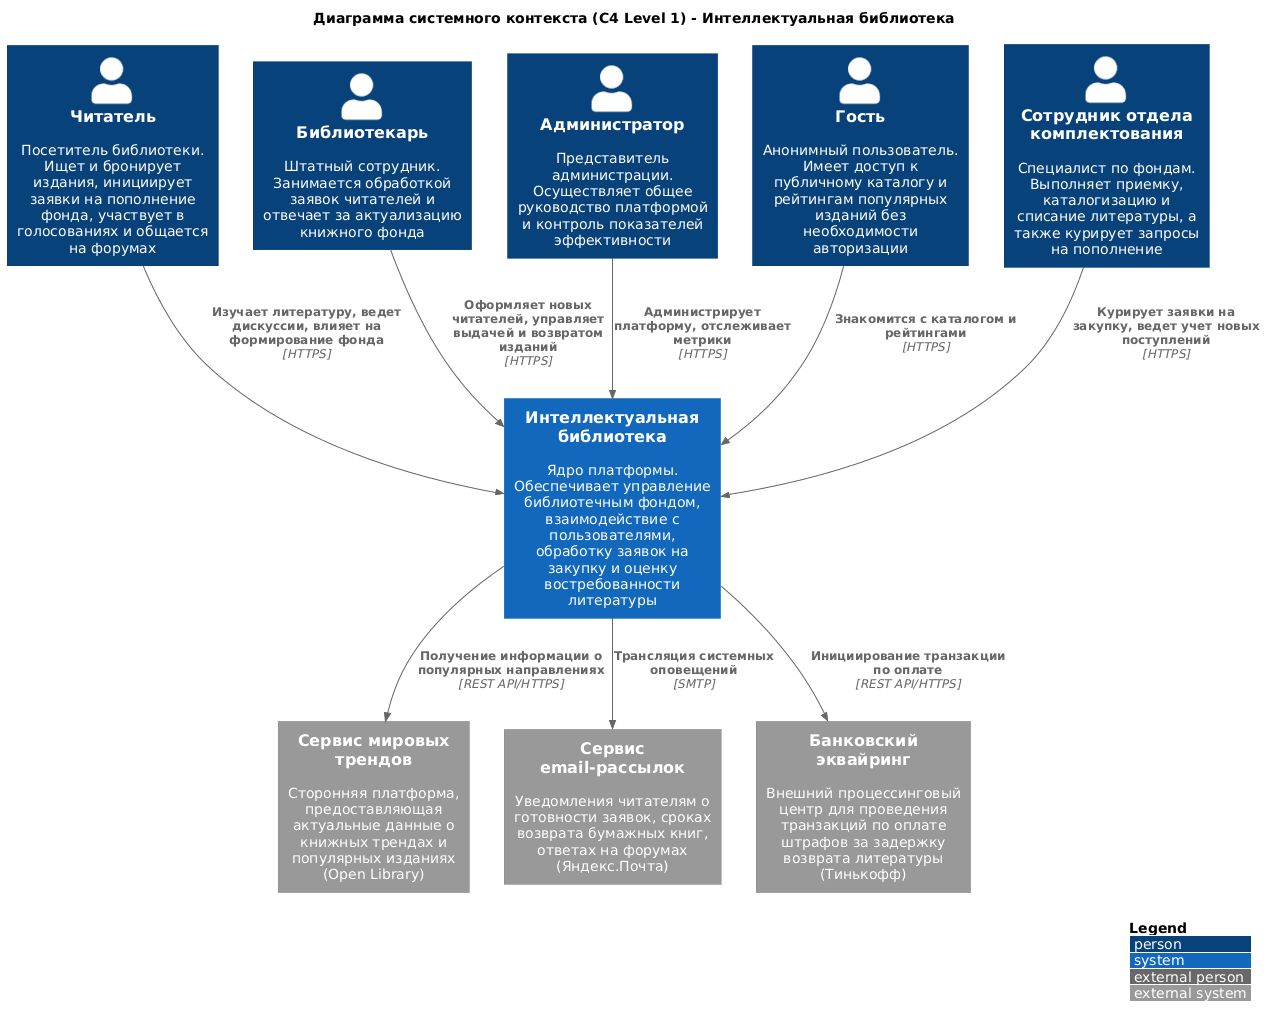 Диаграмма системного контекста (C4 Level 1) - Интеллектуальная библиотека
Читатель
Посетитель библиотеки.
Ищет и бронирует
издания, инициирует
заявки на пополнение
фонда, участвует в
голосованиях и общается
на форумах
Библиотекарь
Штатный сотрудник.
Занимается обработкой
заявок читателей и
отвечает за актуализацию
книжного фонда
Администратор
Представитель
администрации.
Осуществляет общее
руководство платформой
и контроль показателей
эффективности
Гость
Анонимный пользователь.
Имеет доступ к
публичному каталогу и
рейтингам популярных
изданий без
необходимости
авторизации
Сотрудник отдела
комплектования
Специалист по фондам.
Выполняет приемку,
каталогизацию и
списание литературы, а
также курирует запросы
на пополнение
Изучает литературу, ведет
дискуссии, влияет на
формирование фонда
[HTTPS]
Оформляет новых
читателей, управляет
выдачей и возвратом
изданий
[HTTPS]
Администрирует
платформу, отслеживает
метрики
[HTTPS]
Знакомится с каталогом и
рейтингами
[HTTPS]
Курирует заявки на
закупку, ведет учет новых
поступлений
[HTTPS]
Интеллектуальная
библиотека
Ядро платформы.
Обеспечивает управление
библиотечным фондом,
взаимодействие с
пользователями,
обработку заявок на
закупку и оценку
востребованности
литературы
Получение информации о
популярных направлениях
[REST API/HTTPS]
Трансляция системных
оповещений
[SMTP]
Инициирование транзакции
по оплате
[REST API/HTTPS]
Сервис мировых
трендов
Сторонняя платформа,
предоставляющая
актуальные данные о
книжных трендах и
популярных изданиях
(Open Library)
Сервис
email-рассылок
Уведомления читателям о
готовности заявок, сроках
возврата бумажных книг,
ответах на форумах
(Яндекс.Почта)
Банковский
эквайринг
Внешний процессинговый
центр для проведения
транзакций по оплате
штрафов за задержку
возврата литературы
(Тинькофф)
Legend
person
system
external person
external system